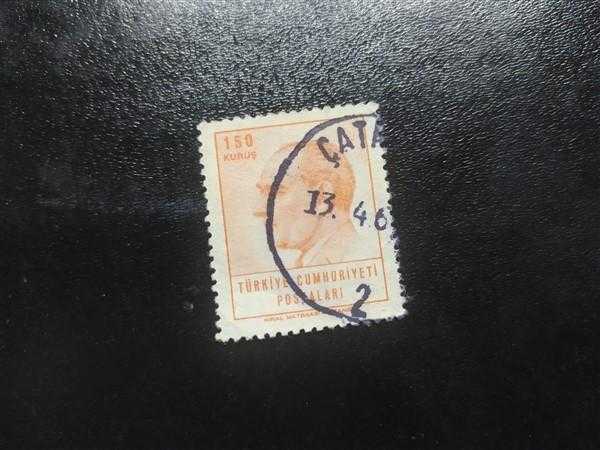 150
KURUŞ
ÇATA
13. 4.6
TÜRKİYE CUMHURİYETİ
POSTALARI
2